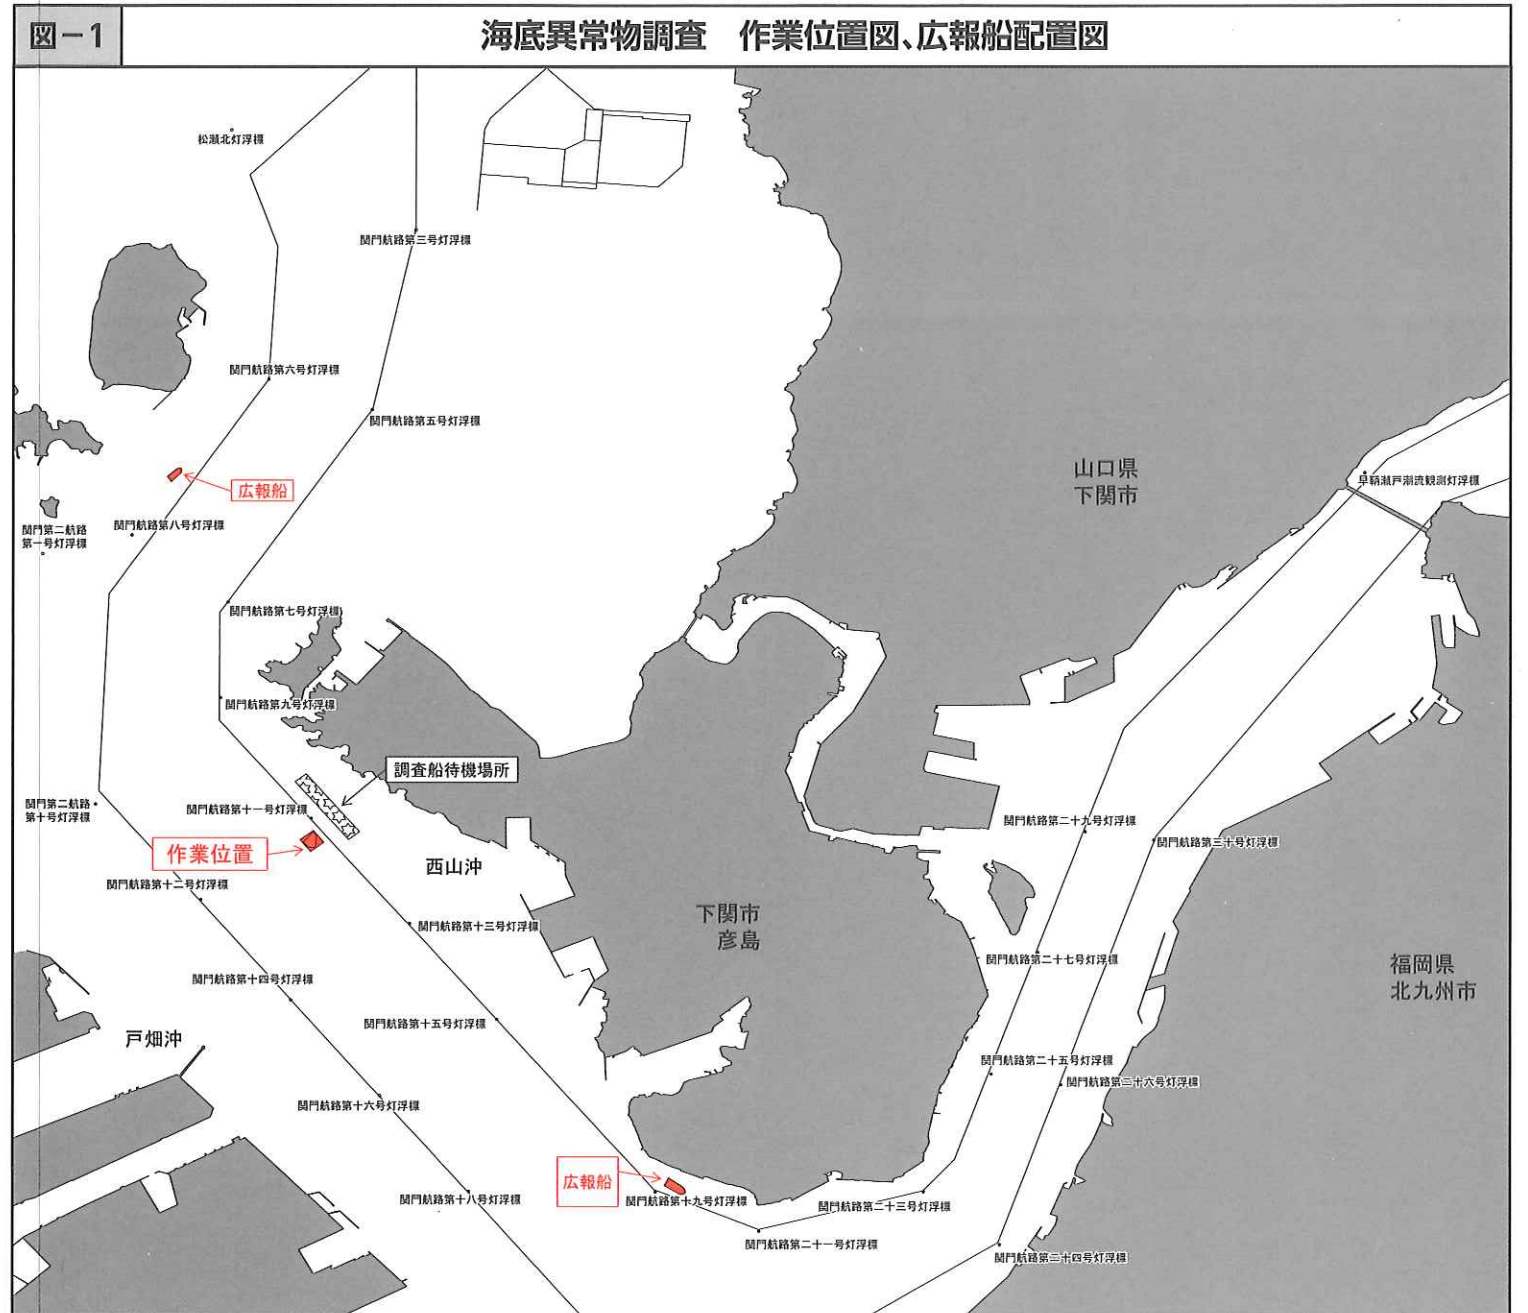 図－1
海底異常物調査　作業位置図、広報船配置図
松瀬北灯浮標
関門航路第三号灯浮標
関門航路第六号灯浮標
関門航路第五号灯浮標
山口県
下関市
早鞆瀬戸潮流観測灯浮標
広報船
関門航路第八号灯浮標
関門第二航路
第一号灯浮標
関門航路第七号灯浮標
関門航路第九号灯浮標
調査船待機場所
関門第二航路
第十号灯浮標
関門航路第十一号灯浮標
関門航路第二十九号灯浮標
関門航路第三十号灯浮標
作業位置
西山沖
関門航路第十二号灯浮標
下関市
彦島
関門航路第十三号灯浮標
関門航路第二十七号灯浮標
福岡県
北九州市
関門航路第十四号灯浮標
関門航路第十五号灯浮標
戸畑沖
関門航路第二十五号灯浮標
関門航路第二十六号灯浮標
関門航路第十六号灯浮標
広報船
関門航路第十八号灯浮標
関門航路第十九号灯浮標
関門航路第二十三号灯浮標
関門航路第二十一号灯浮標
関門航路第二十四号灯浮標